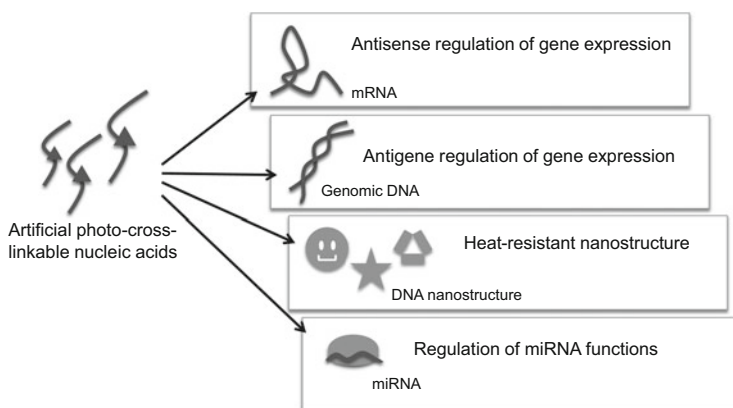 Antisense regulation of gene expression
mRNA
Antigene regulation of gene expression
Genomic DNA
Artificial photo-cross-
linkable nucleic acids
Heat-resistant nanostructure
DNA nanostructure
Regulation of miRNA functions
miRNA